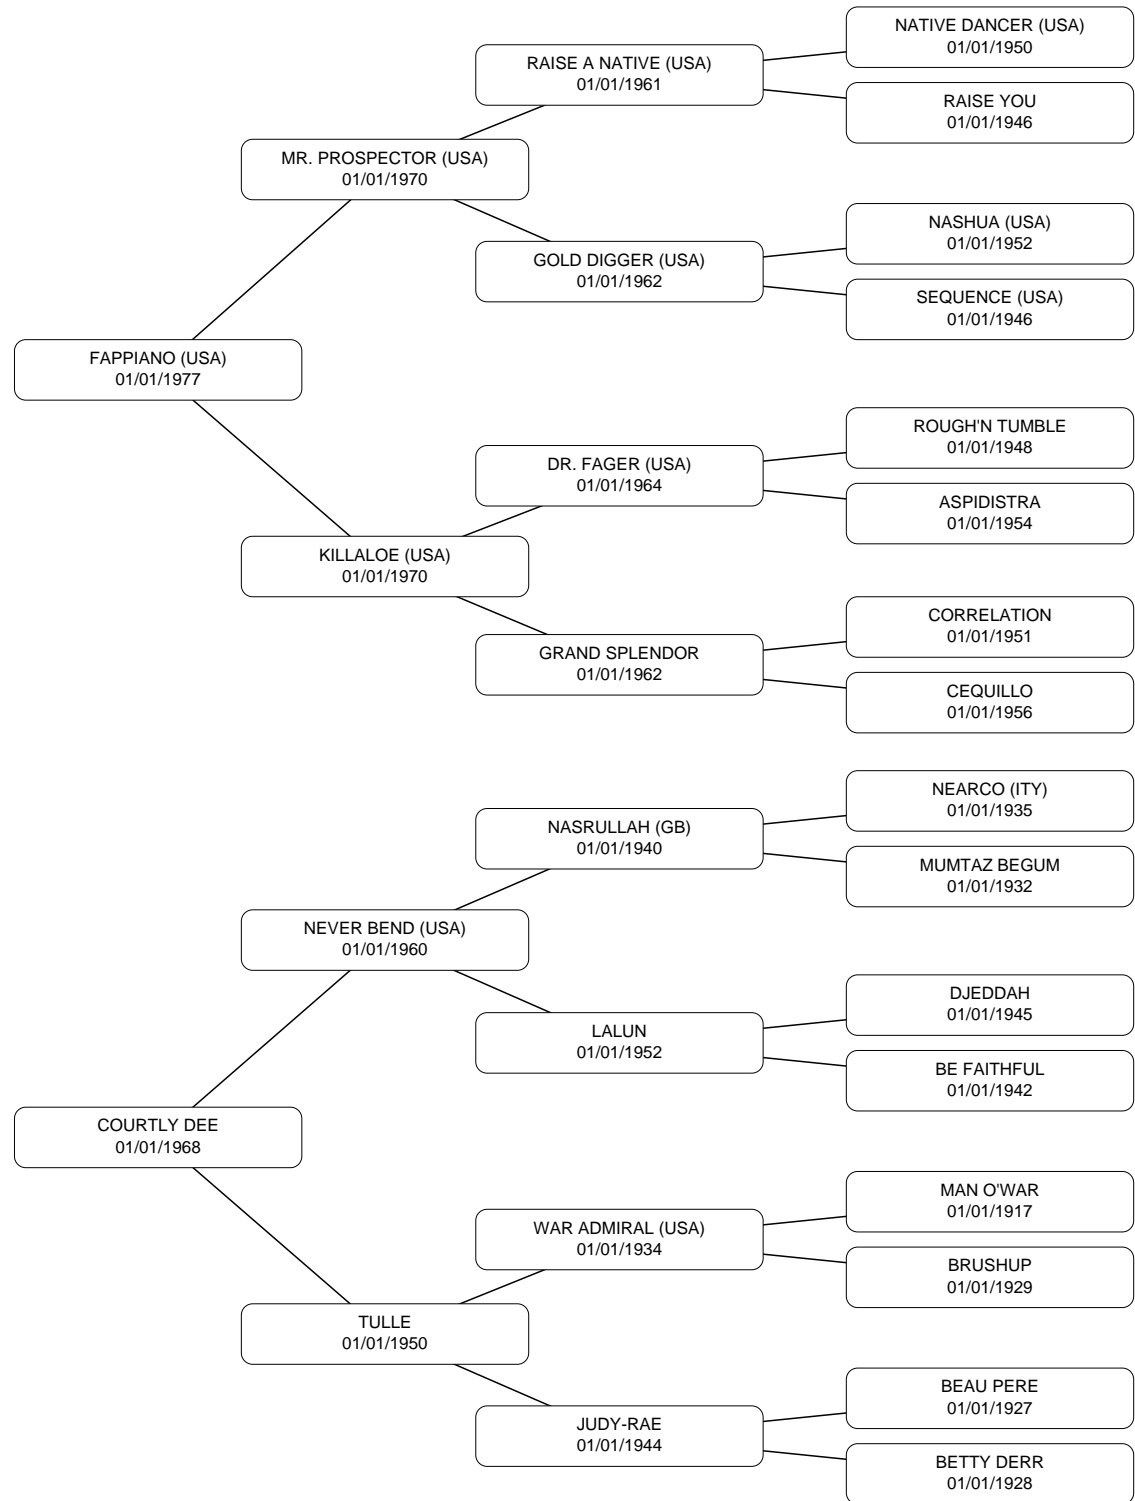 NATIVE DANCER (USA)
01/01/1950
RAISE A NATIVE (USA)
01/01/1961
RAISE YOU
01/01/1946
MR. PROSPECTOR (USA)
01/01/1970
NASHUA (USA)
01/01/1952
GOLD DIGGER (USA)
01/01/1962
SEQUENCE (USA)
01/01/1946
FAPPIANO (USA)
01/01/1977
ROUGH'N TUMBLE
01/01/1948
DR. FAGER (USA)
01/01/1964
ASPIDISTRA
01/01/1954
KILLALOE (USA)
01/01/1970
CORRELATION
01/01/1951
GRAND SPLENDOR
01/01/1962
CEQUILLO
01/01/1956
NEARCO (ITY)
01/01/1935
NASRULLAH (GB)
01/01/1940
MUMTAZ BEGUM
01/01/1932
NEVER BEND (USA)
01/01/1960
DJEDDAH
01/01/1945
LALUN
01/01/1952
BE FAITHFUL
01/01/1942
COURTLY DEE
01/01/1968
MAN O'WAR
01/01/1917
WAR ADMIRAL (USA)
01/01/1934
BRUSHUP
01/01/1929
TULLE
01/01/1950
BEAU PERE
01/01/1927
JUDY-RAE
01/01/1944
BETTY DERR
01/01/1928